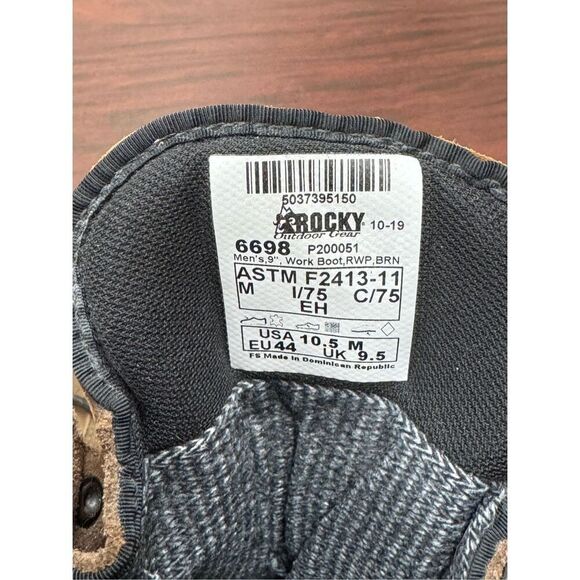 5037395150
ROCKY 10-19
Outdoor Gear
6698 P200051
Men's,9", Work Boot,RWP,BRN
ASTM F2413-11
M I/75 C/75
EH
USA 10.5 M
EU 44 UK 9.5
FS Made in Dominican Republic